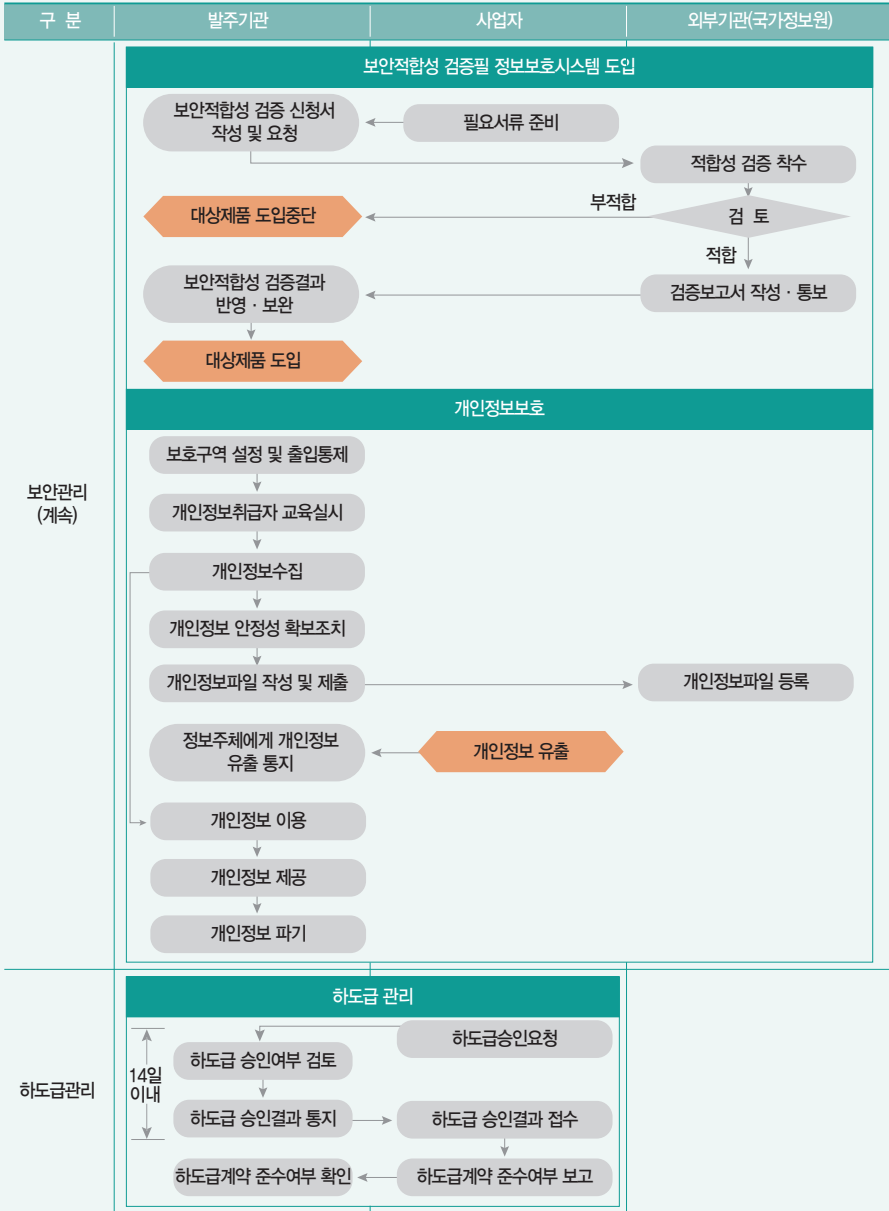 구 분
발주기관
사업자
외부기관(국가정보원)
보안적합성 검증필 정보보호시스템 도입
보안적합성 검증 신청서
작성 및 요청
필요서류 준비
적합성 검증 착수
부적합
대상제품 도입중단
검 토
적합
보안적합성 검증결과
반영 · 보완
검증보고서 작성 · 통보
대상제품 도입
개인정보보호
보안관리
(계속)
보호구역 설정 및 출입통제
개인정보취급자 교육실시
개인정보수집
개인정보 안정성 확보조치
개인정보파일 작성 및 제출
개인정보파일 등록
정보주체에게 개인정보
유출 통지
개인정보 유출
개인정보 이용
개인정보 제공
개인정보 파기
하도급관리
하도급 관리
하도급승인요청
14일
이내
하도급 승인여부 검토
하도급 승인결과 통지
하도급 승인결과 접수
하도급계약 준수여부 확인
하도급계약 준수여부 보고